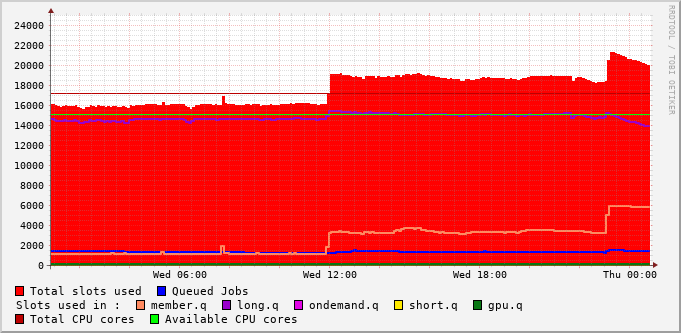 24000
22000
20000
18000
16000
14000
12000
10000
8000
6000
4000
2000
0
Wed 06:00 Wed 12:00 Wed 18:00 Thu 00:00
RRDTOOL / TOBI OETIKER
Total slots used Queued Jobs
Slots used in : member.q long.q ondemand.q short.q gpu.q
Total CPU cores Available CPU cores